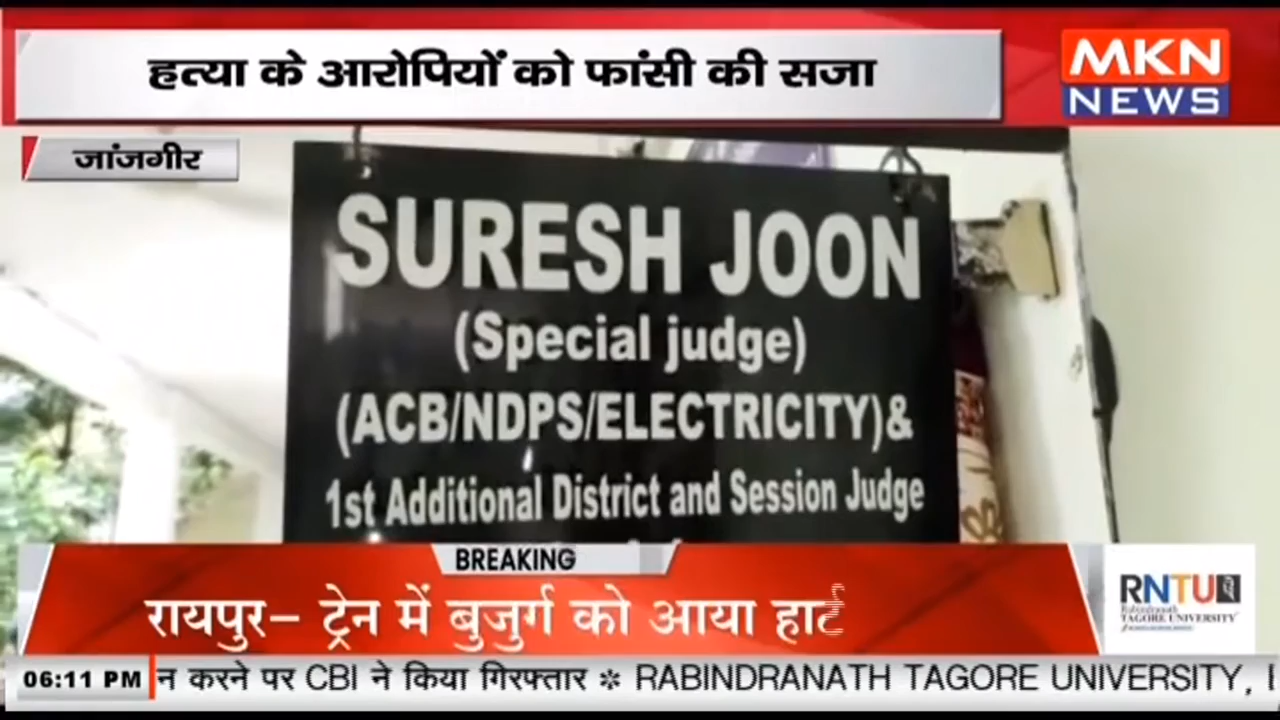 हत्या के आरोपियों को फांसी की सजा
MKN
NEWS
जांजगीर
SURESH JOON
(Special judge)
(ACB/NDPS/ELECTRICITY)&
1st Additional District and Session Judge
BREAKING
रायपुर- ट्रेन में बुजुर्ग को आया हार्ट
RNTU
Rabindranath
TAGORE UNIVERSITY
06:11 PM
न करने पर CBI ने किया गिरफ्तार * RABINDRANATH TAGORE UNIVERSITY,